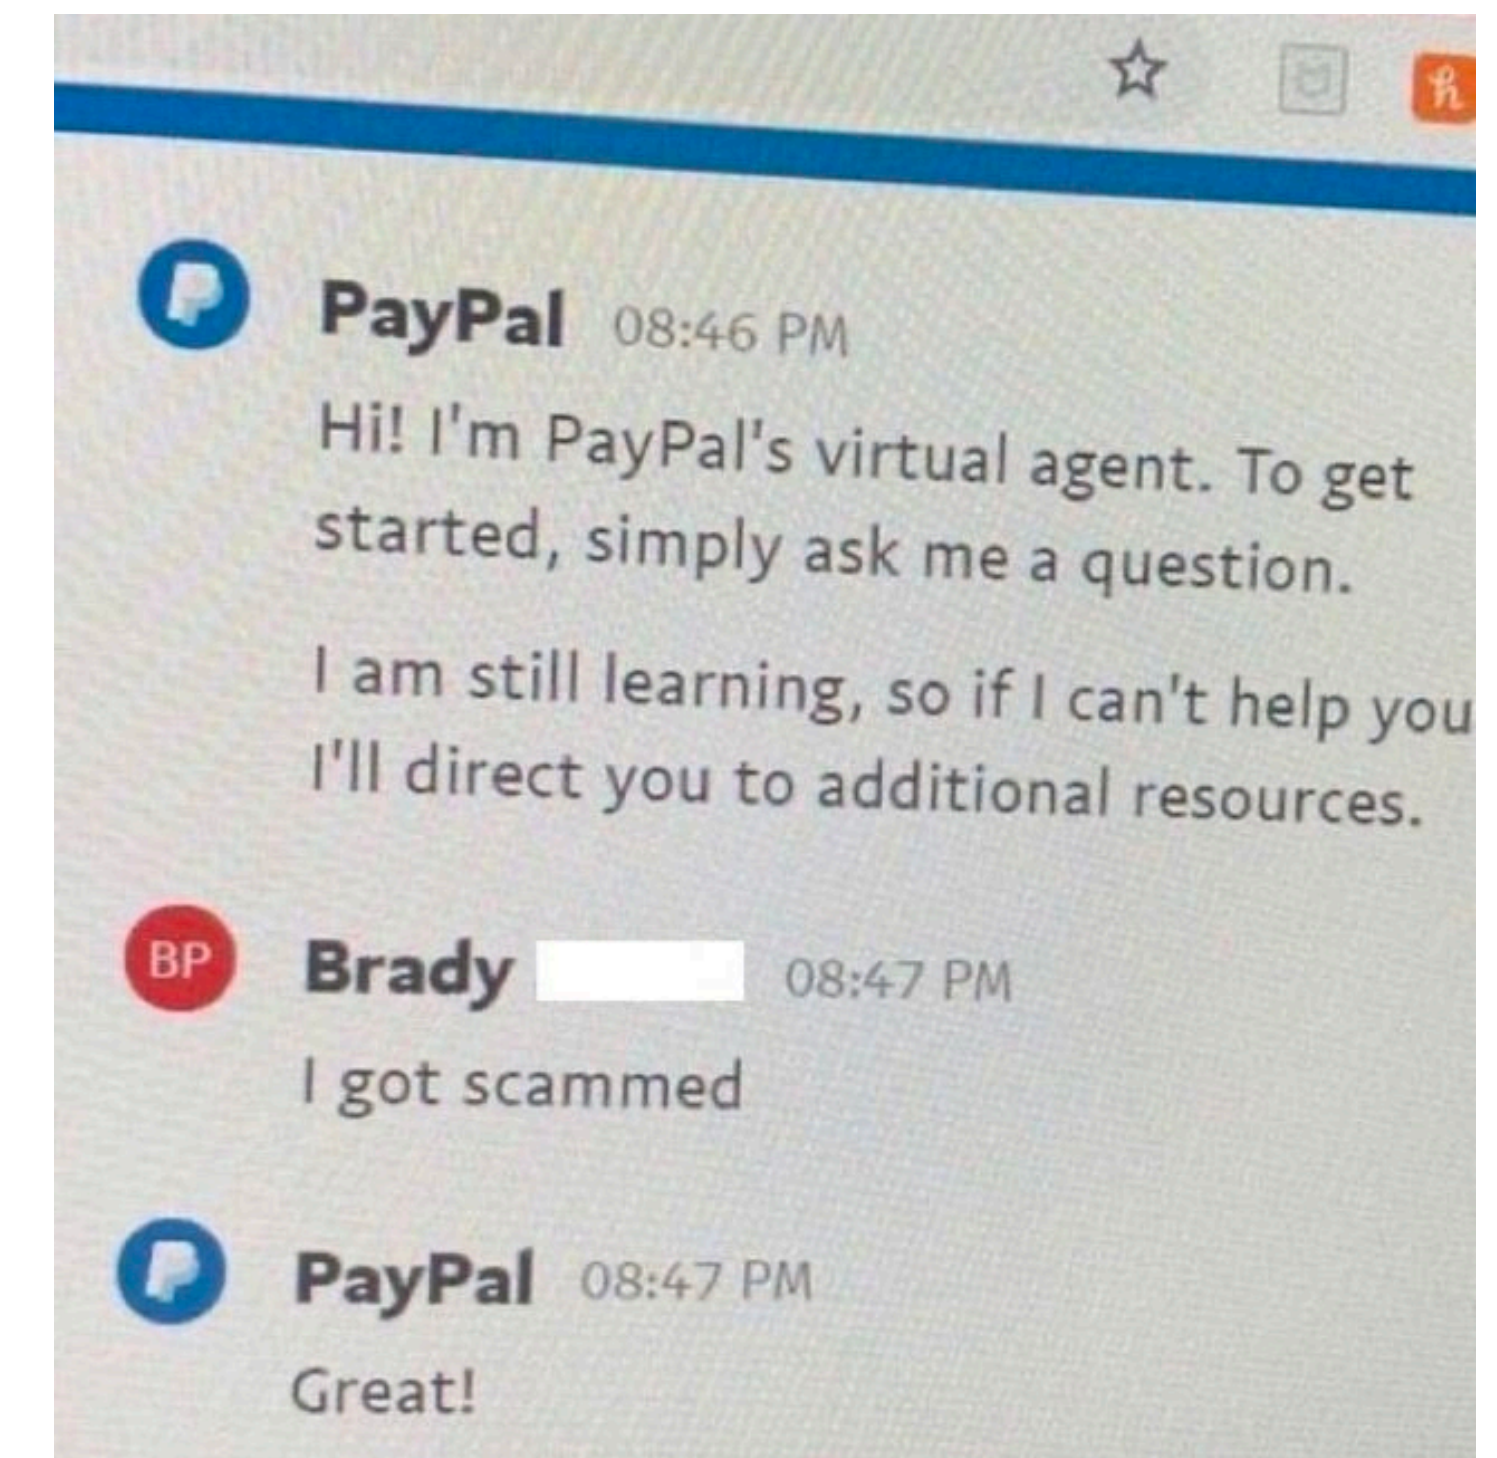 PayPal 08:46 PM
Hi! I'm PayPal's virtual agent. To get
started, simply ask me a question.
I am still learning, so if I can't help you
I'll direct you to additional resources.
BP Brady 08:47 PM
I got scammed
PayPal 08:47 PM
Great!